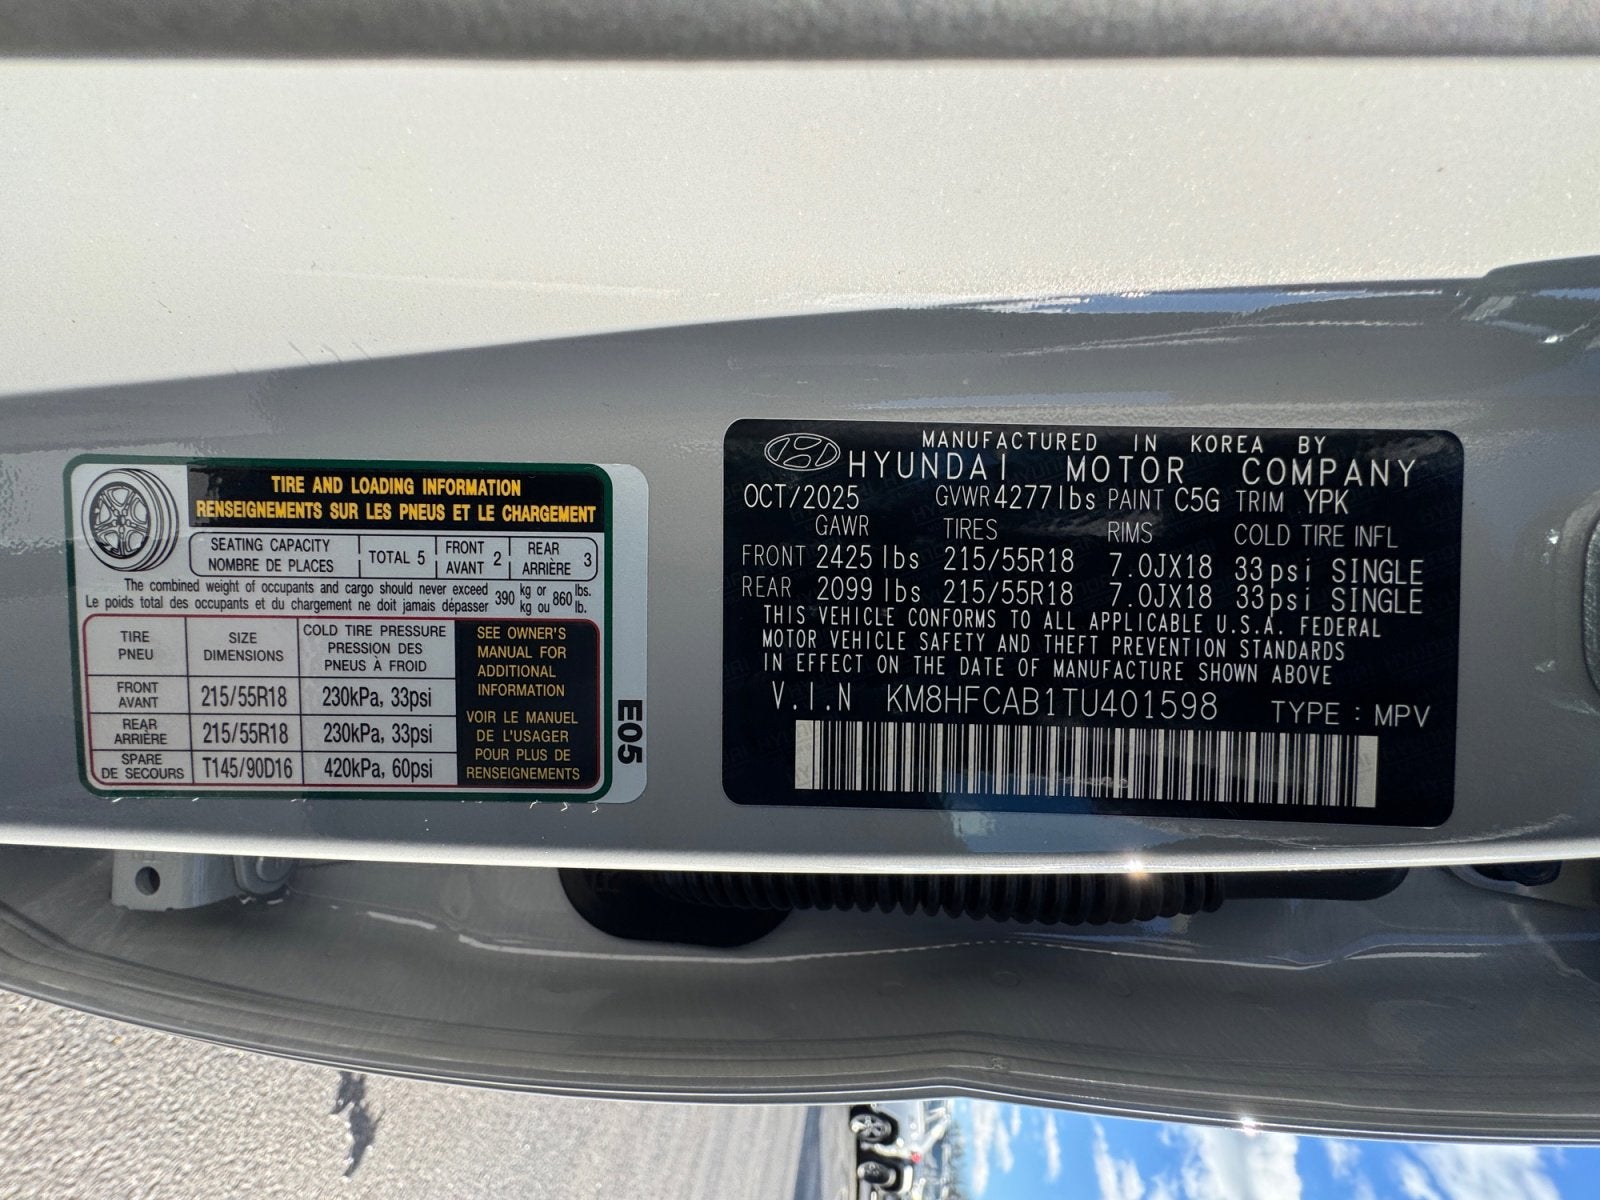 TIRE AND LOADING INFORMATION
RENSEIGNEMENTS SUR LES PNEUS ET LE CHARGEMENT
SEATING CAPACITY
NOMBRE DE PLACES
TOTAL 5
FRONT
AVANT 2
REAR
ARRIÈRE 3
The combined weight of occupants and cargo should never exceed 390 kg or 860 lbs.
Le poids total des occupants et du chargement ne doit jamais dépasser 390 kg ou 860 lb.
TIRE
PNEU
SIZE
DIMENSIONS
COLD TIRE PRESSURE
PRESSION DES
PNEUS À FROID
FRONT
AVANT
215/55R18
230kPa, 33psi
REAR
ARRIÈRE
215/55R18
230kPa, 33psi
SPARE
DE SECOURS
T145/90D16
420kPa, 60psi
SEE OWNER'S
MANUAL FOR
ADDITIONAL
INFORMATION
VOIR LE MANUEL
DE L'USAGER
POUR PLUS DE
RENSEIGNEMENTS
E05
MANUFACTURED IN KOREA BY
HYUNDAI MOTOR COMPANY
OCT/2025 GVWR 4277lbs PAINT C5G TRIM YPK
GAWR TIRES RIMS COLD TIRE INFL
FRONT 2425 lbs 215/55R18 7.0JX18 33psi SINGLE
REAR 2099 lbs 215/55R18 7.0JX18 33psi SINGLE
THIS VEHICLE CONFORMS TO ALL APPLICABLE U.S.A. FEDERAL
MOTOR VEHICLE SAFETY AND THEFT PREVENTION STANDARDS
IN EFFECT ON THE DATE OF MANUFACTURE SHOWN ABOVE
V.I.N KM8HFCAB1TU401598 TYPE : MPV